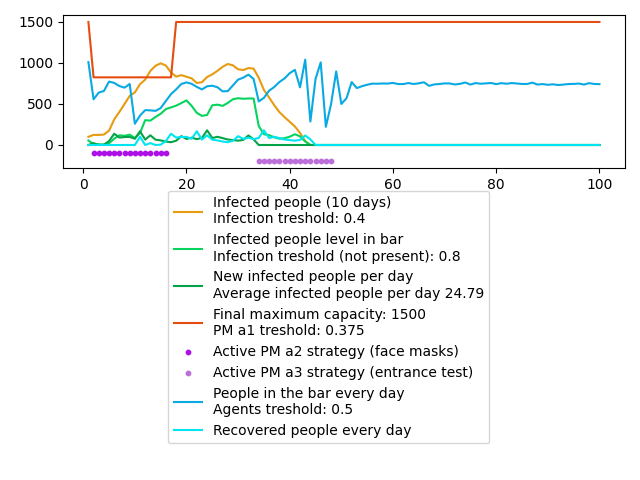 1500
1000
500
0
0 20 40 60 80 100
Infected people (10 days)
Infection treshold: 0.4
Infected people level in bar
Infection treshold (not present): 0.8
New infected people per day
Average infected people per day 24.79
Final maximum capacity: 1500
PM a1 treshold: 0.375
Active PM a2 strategy (face masks)
Active PM a3 strategy (entrance test)
People in the bar every day
Agents treshold: 0.5
Recovered people every day